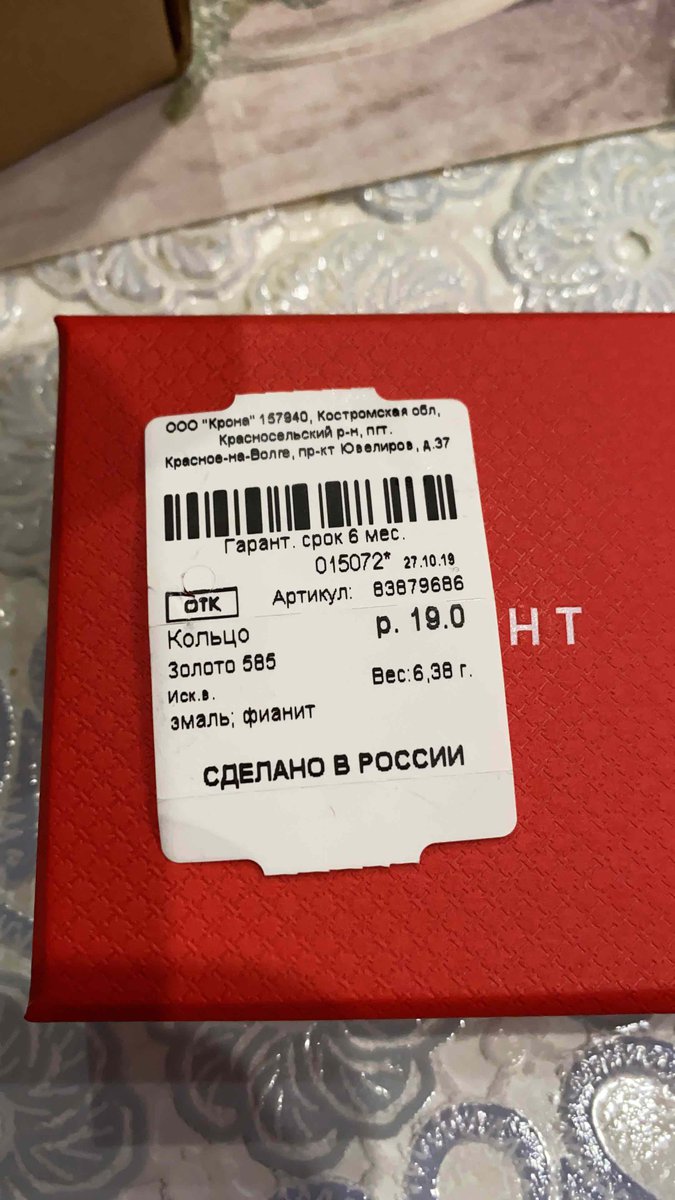 ООО "Крона" 157940, Костромская обл,
Красносельский р-н, пгт.
Красное-на-Волге, пр-кт Ювелиров, д.37
Гарант. срок 6 мес.
015072* 27.10.19
ОТК
Артикул: 83879686
Кольцо
р. 19.0
Золото 585
Вес:6,38 г.
Иск.в.
эмаль; фианит
СДЕЛАНО В РОССИИ
НТ